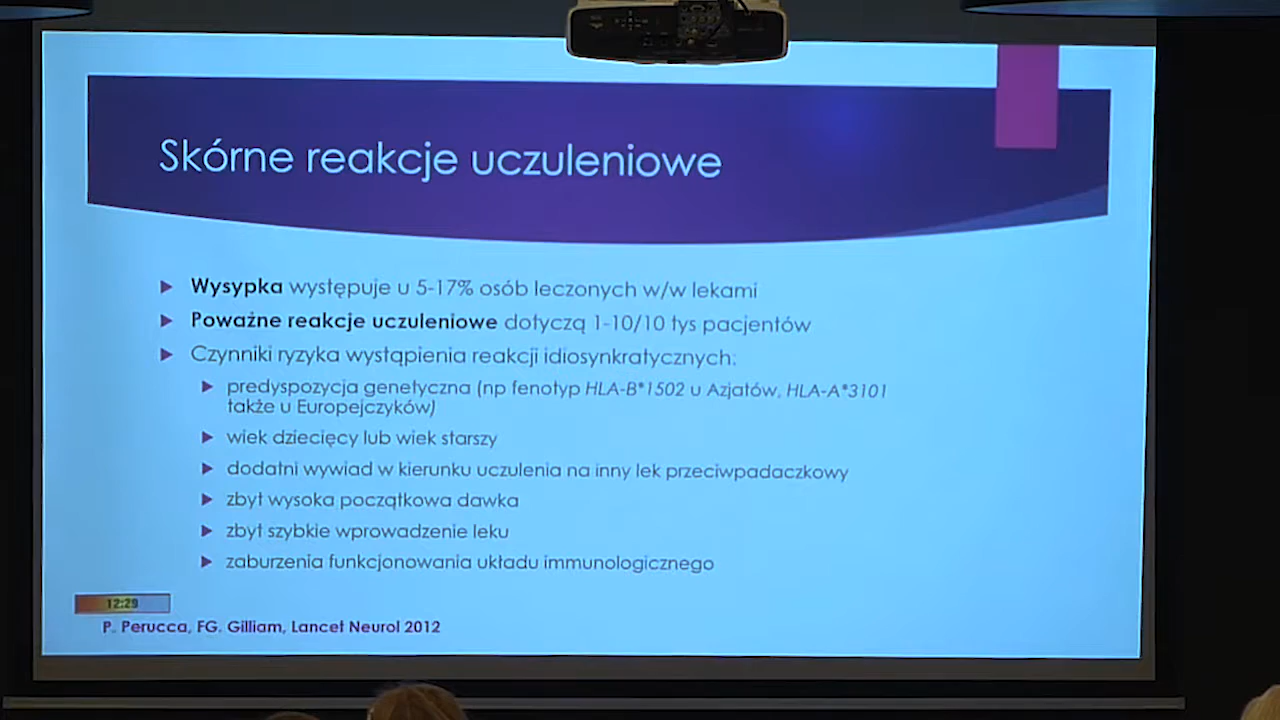 Skórne reakcje uczuleniowe
Wysypka występuje u 5-17% osób leczonych w/w lekami
Poważne reakcje uczuleniowe dotyczą 1-10/10 tys pacjentów
Czynniki ryzyka wystąpienia reakcji idiosynkratycznych:
predyspozycja genetyczna (np fenotyp HLA-B*1502 u Azjatów, HLA-A*3101
także u Europejczyków)
wiek dziecięcy lub wiek starszy
dodatni wywiad w kierunku uczulenia na inny lek przeciwpadaczkowy
zbyt wysoka początkowa dawka
zbyt szybkie wprowadzenie leku
zaburzenia funkcjonowania układu immunologicznego
12:29
P. Perucca, FG. Gilliam, Lancet Neurol 2012